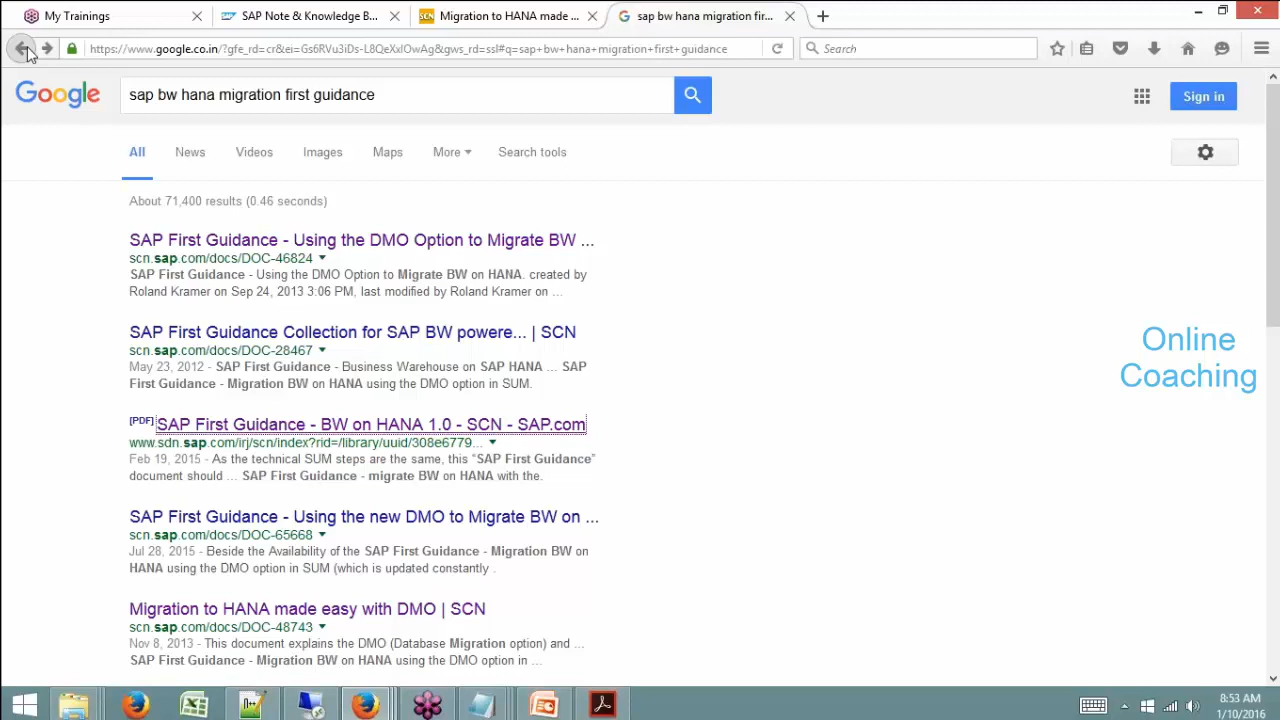 My Trainings
SAP Note & Knowledge B...
SCN
Migration to HANA made ...
sap bw hana migration fir...
https://www.google.co.in/?gfe_rd=cr&ei=Gs6RVu3iDs-L8QeXxIOwAg&gws_rd=ssl#q=sap+bw+hana+migration+first+guidance
Search
Google
sap bw hana migration first guidance
Sign in
All
News
Videos
Images
Maps
More
Search tools
About 71,400 results (0.46 seconds)
SAP First Guidance - Using the DMO Option to Migrate BW ...
scn.sap.com/docs/DOC-46824
SAP First Guidance - Using the DMO Option to Migrate BW on HANA. created by
Roland Kramer on Sep 24, 2013 3:06 PM, last modified by Roland Kramer on ...
SAP First Guidance Collection for SAP BW powere... | SCN
scn.sap.com/docs/DOC-28467
May 23, 2012 - SAP First Guidance - Business Warehouse on SAP HANA ... SAP
First Guidance - Migration BW on HANA using the DMO option in SUM.
[PDF] SAP First Guidance - BW on HANA 1.0 - SCN - SAP.com
www.sdn.sap.com/irj/scn/index?rid=/library/uuid/308e6779...
Feb 19, 2015 - As the technical SUM steps are the same, this “SAP First Guidance”
document should ... SAP First Guidance - migrate BW on HANA with the.
SAP First Guidance - Using the new DMO to Migrate BW on ...
scn.sap.com/docs/DOC-65668
Jul 28, 2015 - Beside the Availability of the SAP First Guidance - Migration BW on
HANA using the DMO option in SUM (which is updated constantly .
Migration to HANA made easy with DMO | SCN
scn.sap.com/docs/DOC-48743
Nov 8, 2013 - This document explains the DMO (Database Migration option) and ...
SAP First Guidance - Migration BW on HANA using the DMO option in ...
Online
Coaching
8:53 AM
1/10/2016